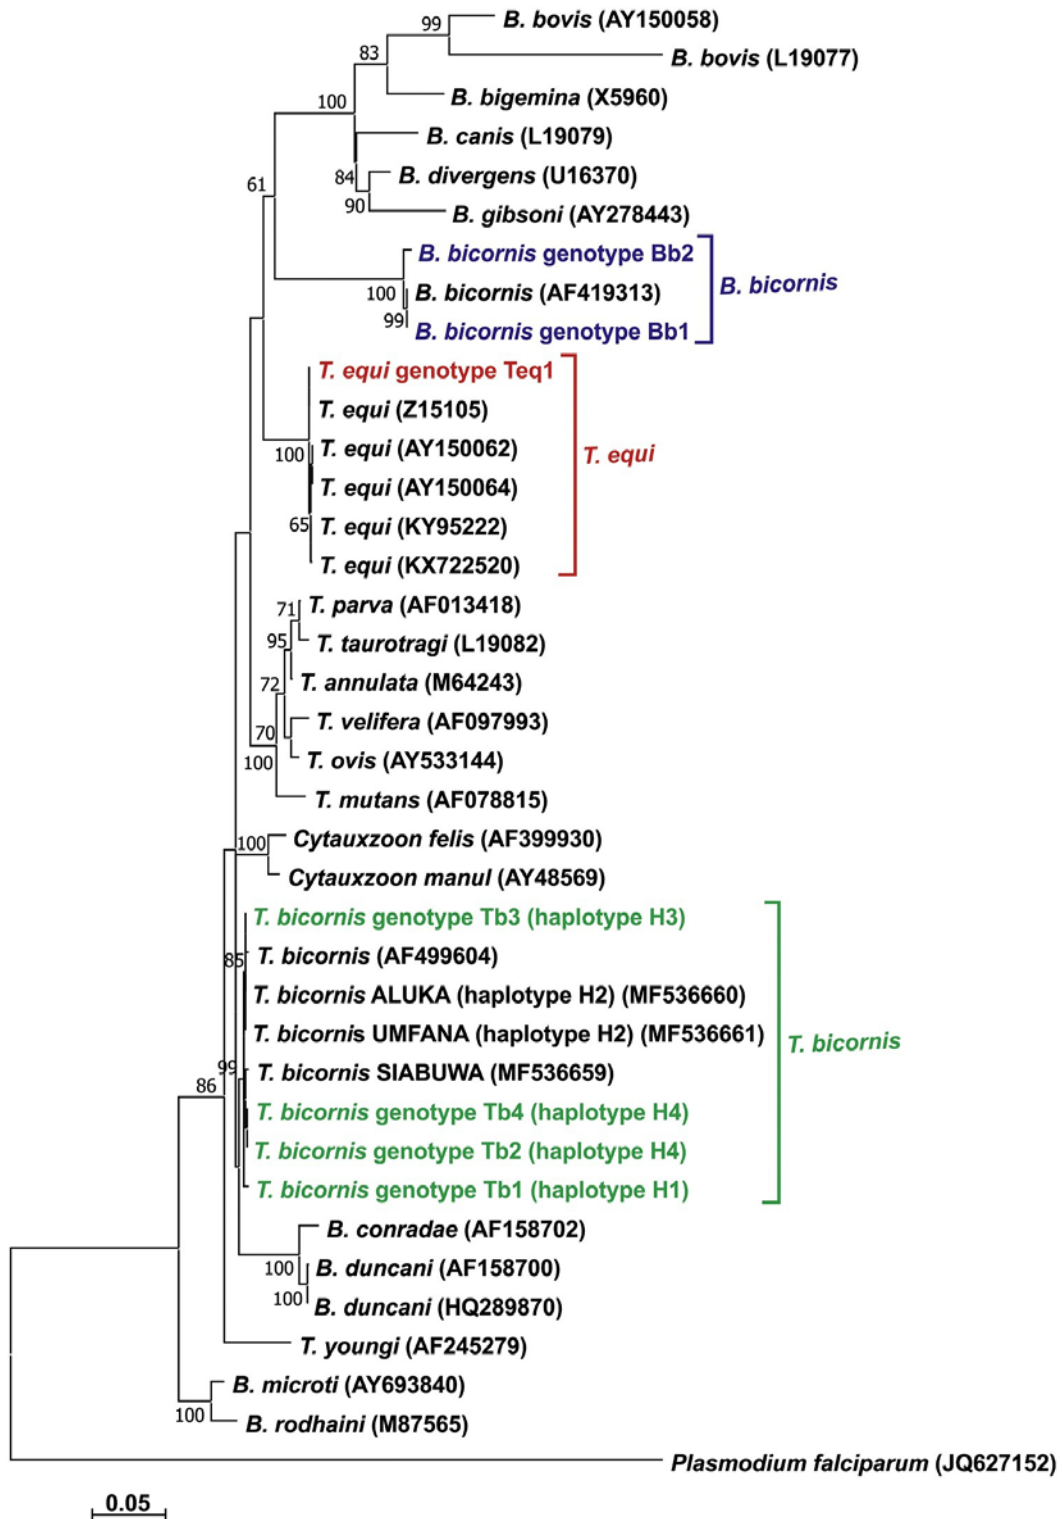 99
B. bovis (AY150058)
B. bovis (L19077)
83
B. bigemina (X5960)
100
B. canis (L19079)
84
B. divergens (U16370)
90
B. gibsoni (AY278443)
61
B. bicornis genotype Bb2
100
B. bicornis (AF419313)
99
B. bicornis genotype Bb1
B. bicornis
T. equi genotype Teq1
T. equi (Z15105)
100
T. equi (AY150062)
T. equi (AY150064)
65
T. equi (KY95222)
T. equi (KX722520)
T. equi
71
T. parva (AF013418)
95
T. taurotragi (L19082)
72
T. annulata (M64243)
T. velifera (AF097993)
70
T. ovis (AY533144)
100
T. mutans (AF078815)
100
Cytauxzoon felis (AF399930)
Cytauxzoon manul (AY48569)
T. bicornis genotype Tb3 (haplotype H3)
85
T. bicornis (AF499604)
T. bicornis ALUKA (haplotype H2) (MF536660)
T. bicornis UMFANA (haplotype H2) (MF536661)
99
T. bicornis SIABUWA (MF536659)
86
T. bicornis genotype Tb4 (haplotype H4)
T. bicornis genotype Tb2 (haplotype H4)
T. bicornis genotype Tb1 (haplotype H1)
T. bicornis
B. conradae (AF158702)
100
B. duncani (AF158700)
100
B. duncani (HQ289870)
T. youngi (AF245279)
B. microti (AY693840)
100
B. rodhaini (M87565)
Plasmodium falciparum (JQ627152)
0.05